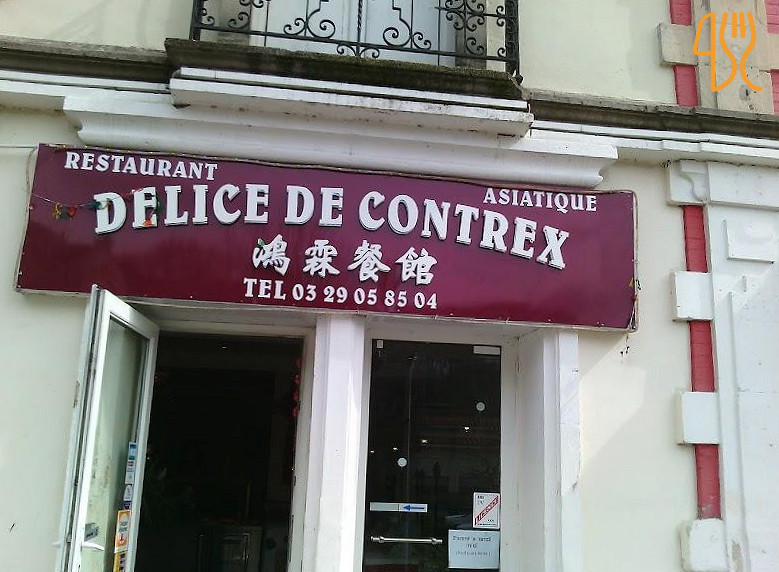 RESTAURANT
ASIATIQUE
DELICE DE CONTREX
鴻霖餐館
TEL 03 29 05 85 04